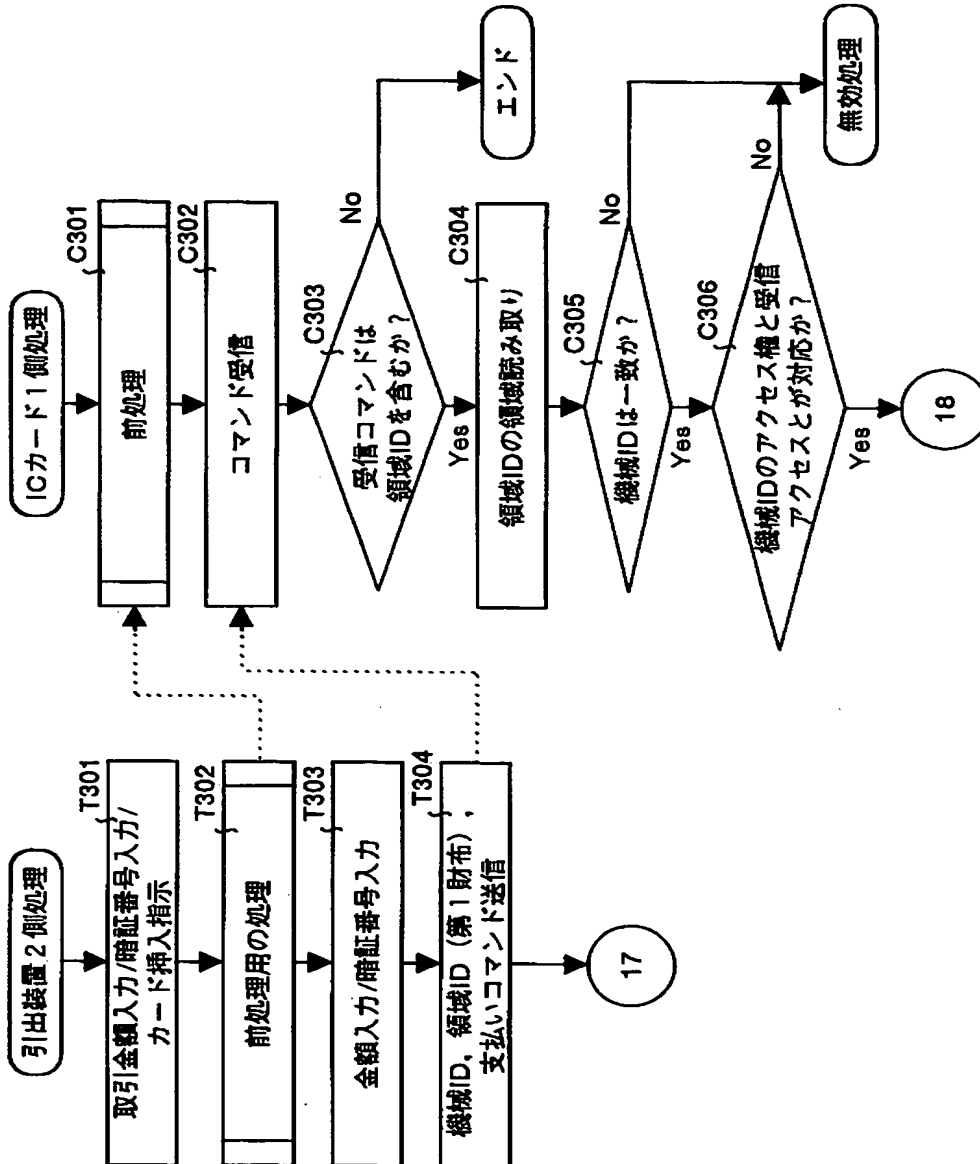 引出装置2側処理
T301
取引金額入力/暗証番号入力/
カード挿入指示
T302
前処理用の処理
T303
金額入力/暗証番号入力
T304
機械ID，領域ID（第1財布），
支払いコマンド送信
17
ICカード1側処理
C301
前処理
C302
コマンド受信
C303
受信コマンドは
領域IDを含むか？
No
エンド
Yes
C304
領域IDの領域読み取り
C305
機械IDは一致か？
No
Yes
C306
機械IDのアクセス権と受信
アクセスとが対応か？
No
無効処理
Yes
18